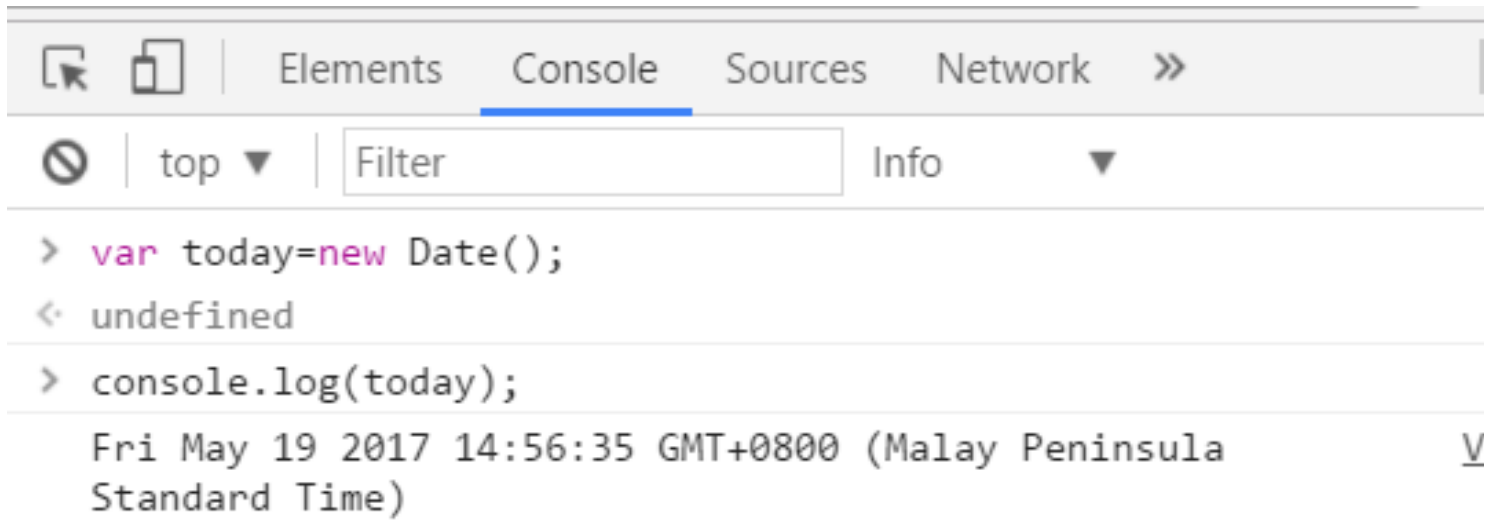 Elements Console Sources Network »
top ▼ Filter Info ▼
> var today=new Date();
undefined
> console.log(today);
Fri May 19 2017 14:56:35 GMT+0800 (Malay Peninsula V
Standard Time)